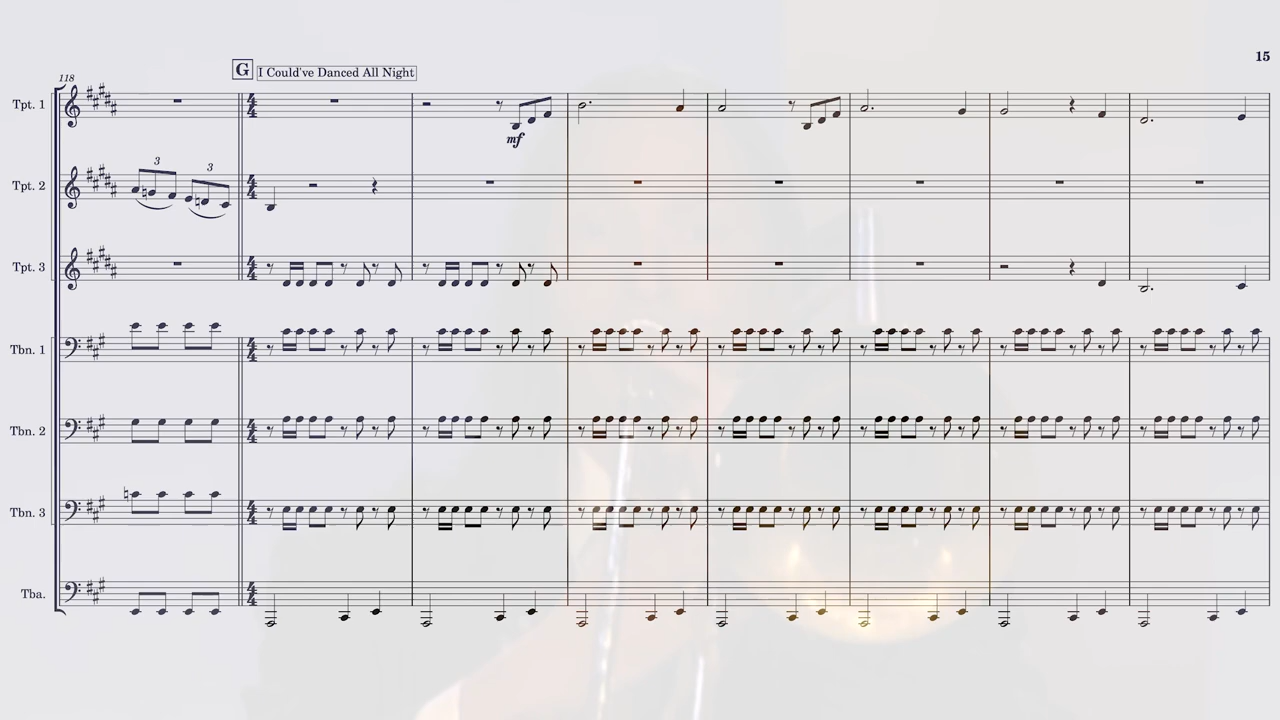 15
118
G I Could've Danced All Night
Tpt. 1
mf
3 3
Tpt. 2
Tpt. 3
Tbn. 1
Tbn. 2
Tbn. 3
Tba.